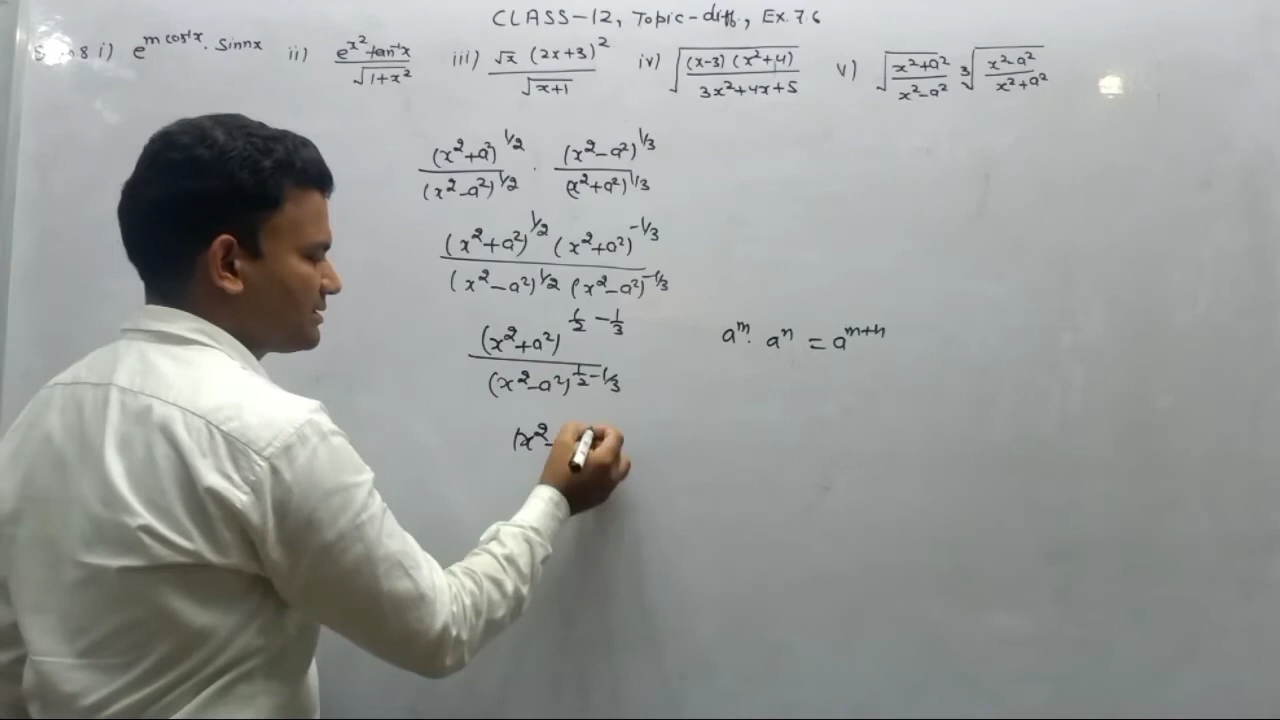 CLASS-12, Topic-diff., Ex. 7.6
8 i) e^(m cos⁻¹x) . Sinnx ii) e^(x²) tan⁻¹x / √(1+x²) iii) √x (2x+3)² / √(x+1) iv) √((x-3)(x²+4) / 3x²+4x+5) v) √(x²+a² / x²-a²) ∛(x²-a² / x²+a²)
(x²+a²)^1/2 / (x²-a²)^1/2 . (x²-a²)^1/3 / (x²+a²)^1/3
(x²+a²)^1/2 (x²+a²)^-1/3 / (x²-a²)^1/2 (x²-a²)^-1/3
(x²+a²)^(1/2 - 1/3) / (x²-a²)^(1/2 - 1/3)
a^m . a^n = a^(m+n)
(x²-